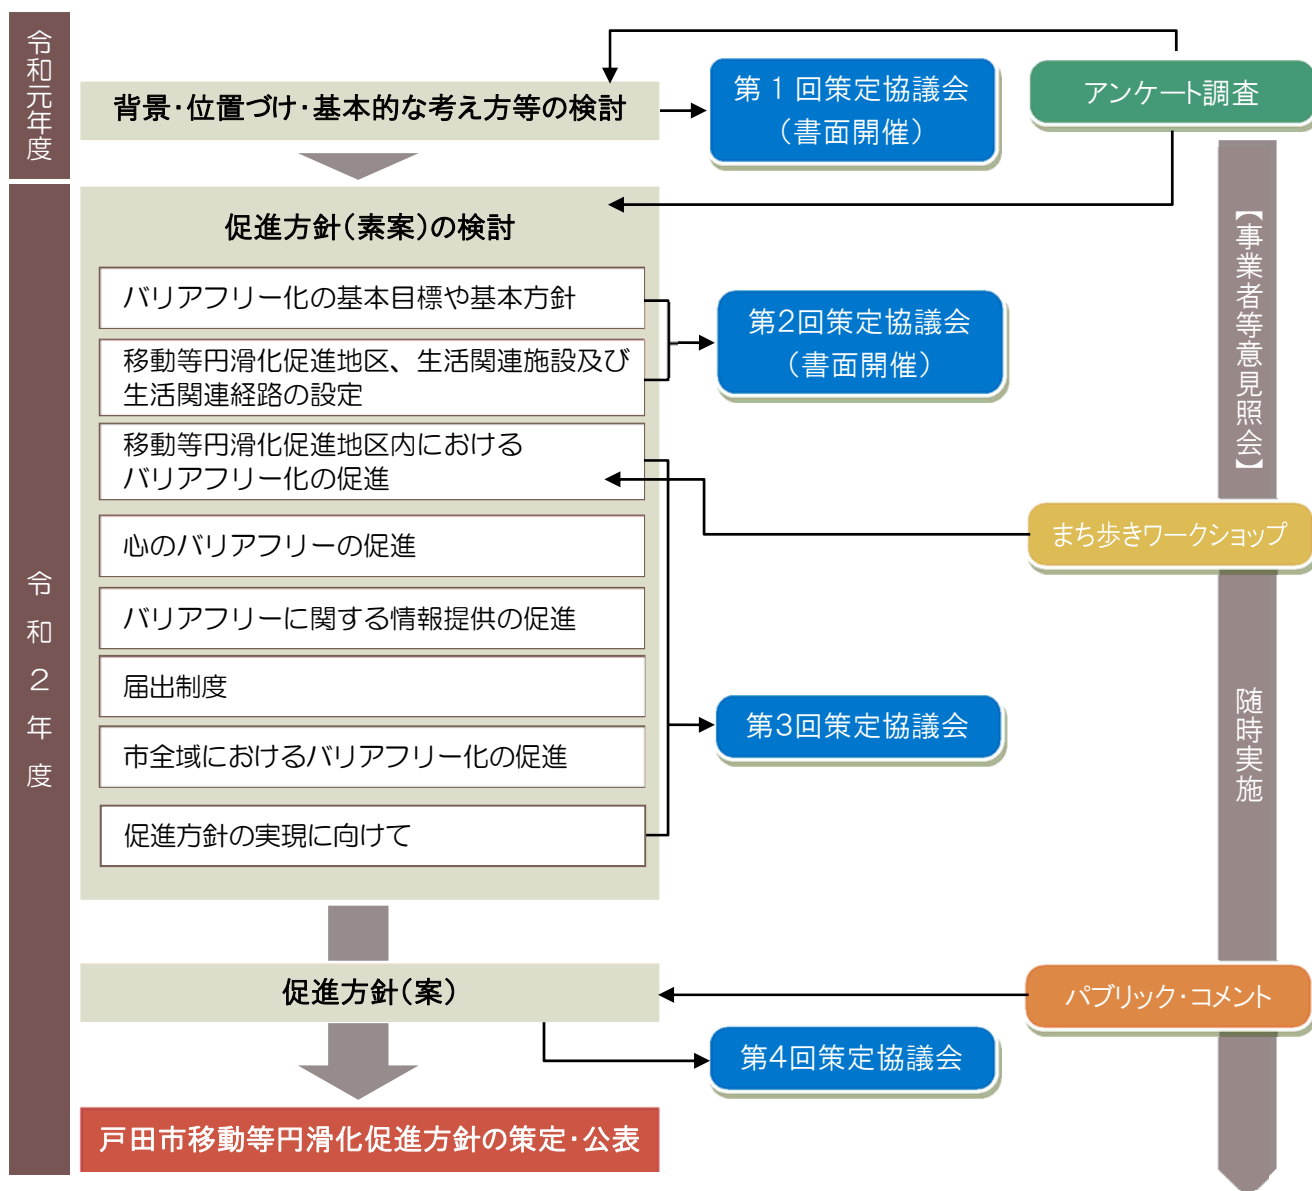 令和元年度
背景・位置づけ・基本的な考え方等の検討
第1回策定協議会
（書面開催）
アンケート調査
令和2年度
促進方針（素案）の検討
バリアフリー化の基本目標や基本方針
移動等円滑化促進地区、生活関連施設及び
生活関連経路の設定
第2回策定協議会
（書面開催）
【事業者等意見照会】
移動等円滑化促進地区内における
バリアフリー化の促進
まち歩きワークショップ
心のバリアフリーの促進
バリアフリーに関する情報提供の促進
届出制度
市全域におけるバリアフリー化の促進
促進方針の実現に向けて
第3回策定協議会
随時実施
促進方針（案）
パブリック・コメント
第4回策定協議会
戸田市移動等円滑化促進方針の策定・公表